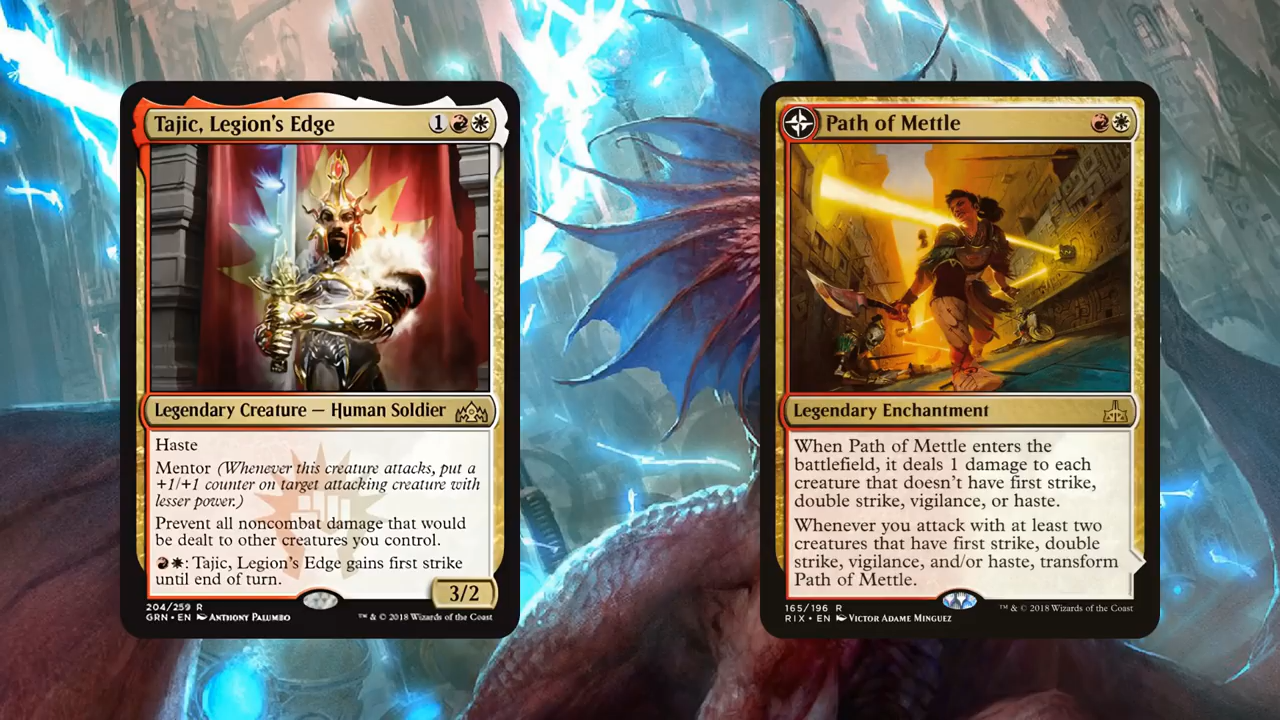 Tajic, Legion's Edge 1
Legendary Creature — Human Soldier
Haste
Mentor (Whenever this creature attacks, put a
+1/+1 counter on target attacking creature with
lesser power.)
Prevent all noncombat damage that would
be dealt to other creatures you control.
: Tajic, Legion's Edge gains first strike
until end of turn.
3/2
204/259 R
GRN • EN Anthony Palumbo
™ & © 2018 Wizards of the Coast
Path of Mettle
Legendary Enchantment
When Path of Mettle enters the
battlefield, it deals 1 damage to each
creature that doesn't have first strike,
double strike, vigilance, or haste.
Whenever you attack with at least two
creatures that have first strike, double
strike, vigilance, and/or haste, transform
Path of Mettle.
165/196 R
RIX • EN Victor Adame Minguez
™ & © 2018 Wizards of the Coast